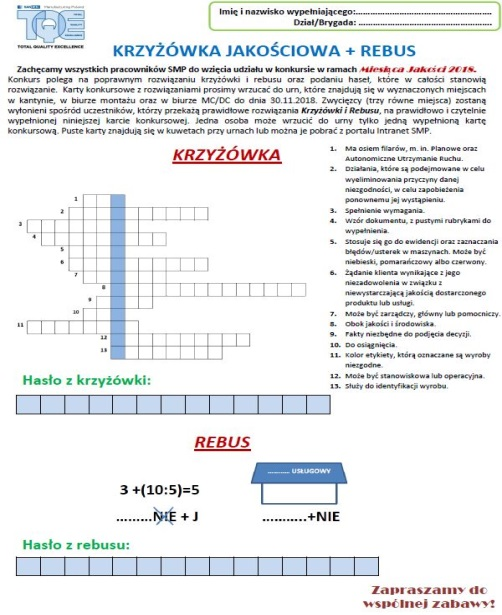 TQE
TOTAL QUALITY EXCELLENCE
Imię i nazwisko wypełniającego:
Dział/Brygada:
KRZYŻÓWKA JAKOŚCIOWA + REBUS
Zachęcamy wszystkich pracowników SMP do wzięcia udziału w konkursie w ramach Miesiąca Jakości 2018.
Konkurs polega na poprawnym rozwiązaniu krzyżówki i rebusu oraz podaniu haseł, które w całości stanowią
rozwiązanie. Karty konkursowe z rozwiązaniami prosimy wrzucać do urn, które znajdują się w wyznaczonych miejscach
w kantynie, w biurze montażu oraz w biurze MC/DC do dnia 30.11.2018. Zwycięzcy (trzy równe miejsca) zostaną
wyłonieni spośród uczestników, którzy przekażą prawidłowe rozwiązania Krzyżówki i Rebusu, na prawidłowo i czytelnie
wypełnionej niniejszej karcie konkursowej. Jedna osoba może wrzucić do urny tylko jedną wypełnioną kartę
konkursową. Puste karty znajdują się w kuwetach przy urnach lub można je pobrać z portalu Intranet SMP.
KRZYŻÓWKA
1
2
3
4
5
6
7
8
9
10
11
12
13
1. Ma osiem filarów, m. in. Planowe oraz
Autonomiczne Utrzymanie Ruchu.
2. Działania, które są podejmowane w celu
wyeliminowania przyczyny danej
niezgodności, w celu zapobieżenia
ponownemu jej wystąpieniu.
3. Spełnienie wymagania.
4. Wzór dokumentu, z pustymi rubrykami do
wypełnienia.
5. Stosuje się go do ewidencji oraz zaznaczania
błędów/usterek w maszynach. Może być
niebieski, pomarańczowy albo czerwony.
6. Żądanie klienta wynikające z jego
niezadowolenia w związku z
niewystarczającą jakością dostarczonego
produktu lub usługi.
7. Może być zarządczy, główny lub pomocniczy.
8. Obok jakości i środowiska.
9. Fakty niezbędne do podjęcia decyzji.
10. Do osiągnięcia.
11. Kolor etykiety, którą oznaczane są wyroby
niezgodne.
12. Może być stanowiskowa lub operacyjna.
13. Służy do identyfikacji wyrobu.
Hasło z krzyżówki:
REBUS
3 +(10:5)=5
.........NIE + J
........... USŁUGOWY
...........+NIE
Hasło z rebusu:
Zapraszamy do
wspólnej zabawy!